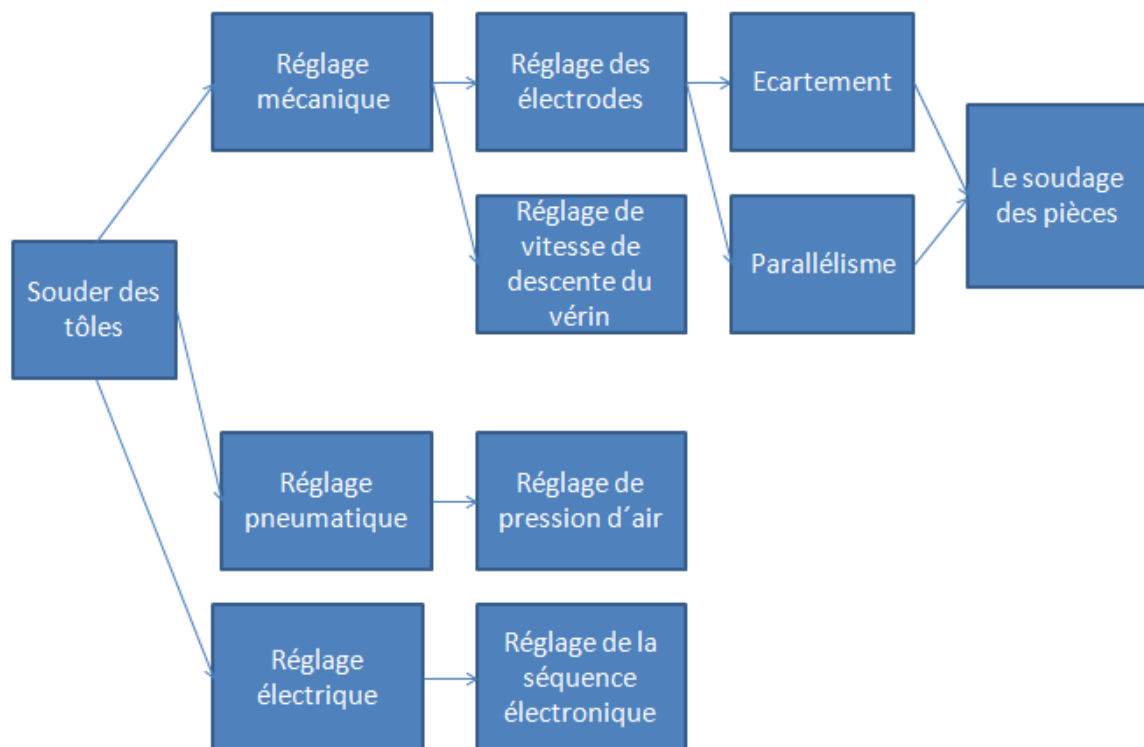 Réglage
mécanique
Réglage des
électrodes
Ecartement
Le soudage
des pièces
Réglage de
vitesse de
descente du
vérin
Parallélisme
Souder des
tôles
Réglage
pneumatique
Réglage de
pression d´air
Réglage
électrique
Réglage de la
séquence
électronique